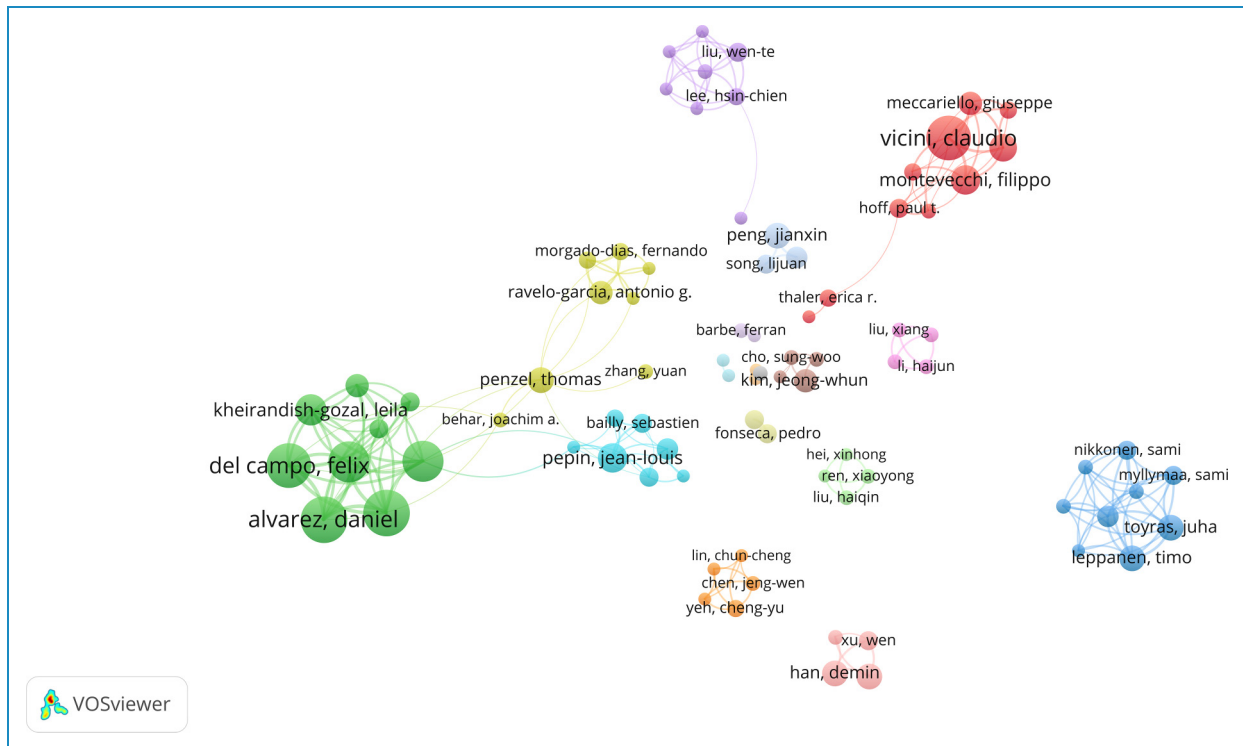 liu, wen-te
lee, hsin-chien
meccariello, giuseppe
vicini, claudio
montevecchi, filippo
hoff, paul t.
peng, jianxin
song, lijuan
morgado-dias, fernando
ravelo-garcia, antonio g.
thaler, erica r.
barbe, ferran
liu, xiang
cho, sung-woo
li, haijun
kim, jeong-whun
penzel, thomas
zhang, yuan
kheirandish-gozal, leila
behar, joachim a.
bailly, sebastien
fonseca, pedro
del campo, felix
pepin, jean-louis
hei, xinhong
ren, xiaoyong
liu, haiqin
nikkonen, sami
myllymaa, sami
toyras, juha
leppanen, timo
alvarez, daniel
lin, chun-cheng
chen, jeng-wen
yeh, cheng-yu
xu, wen
han, demin
VOSviewer